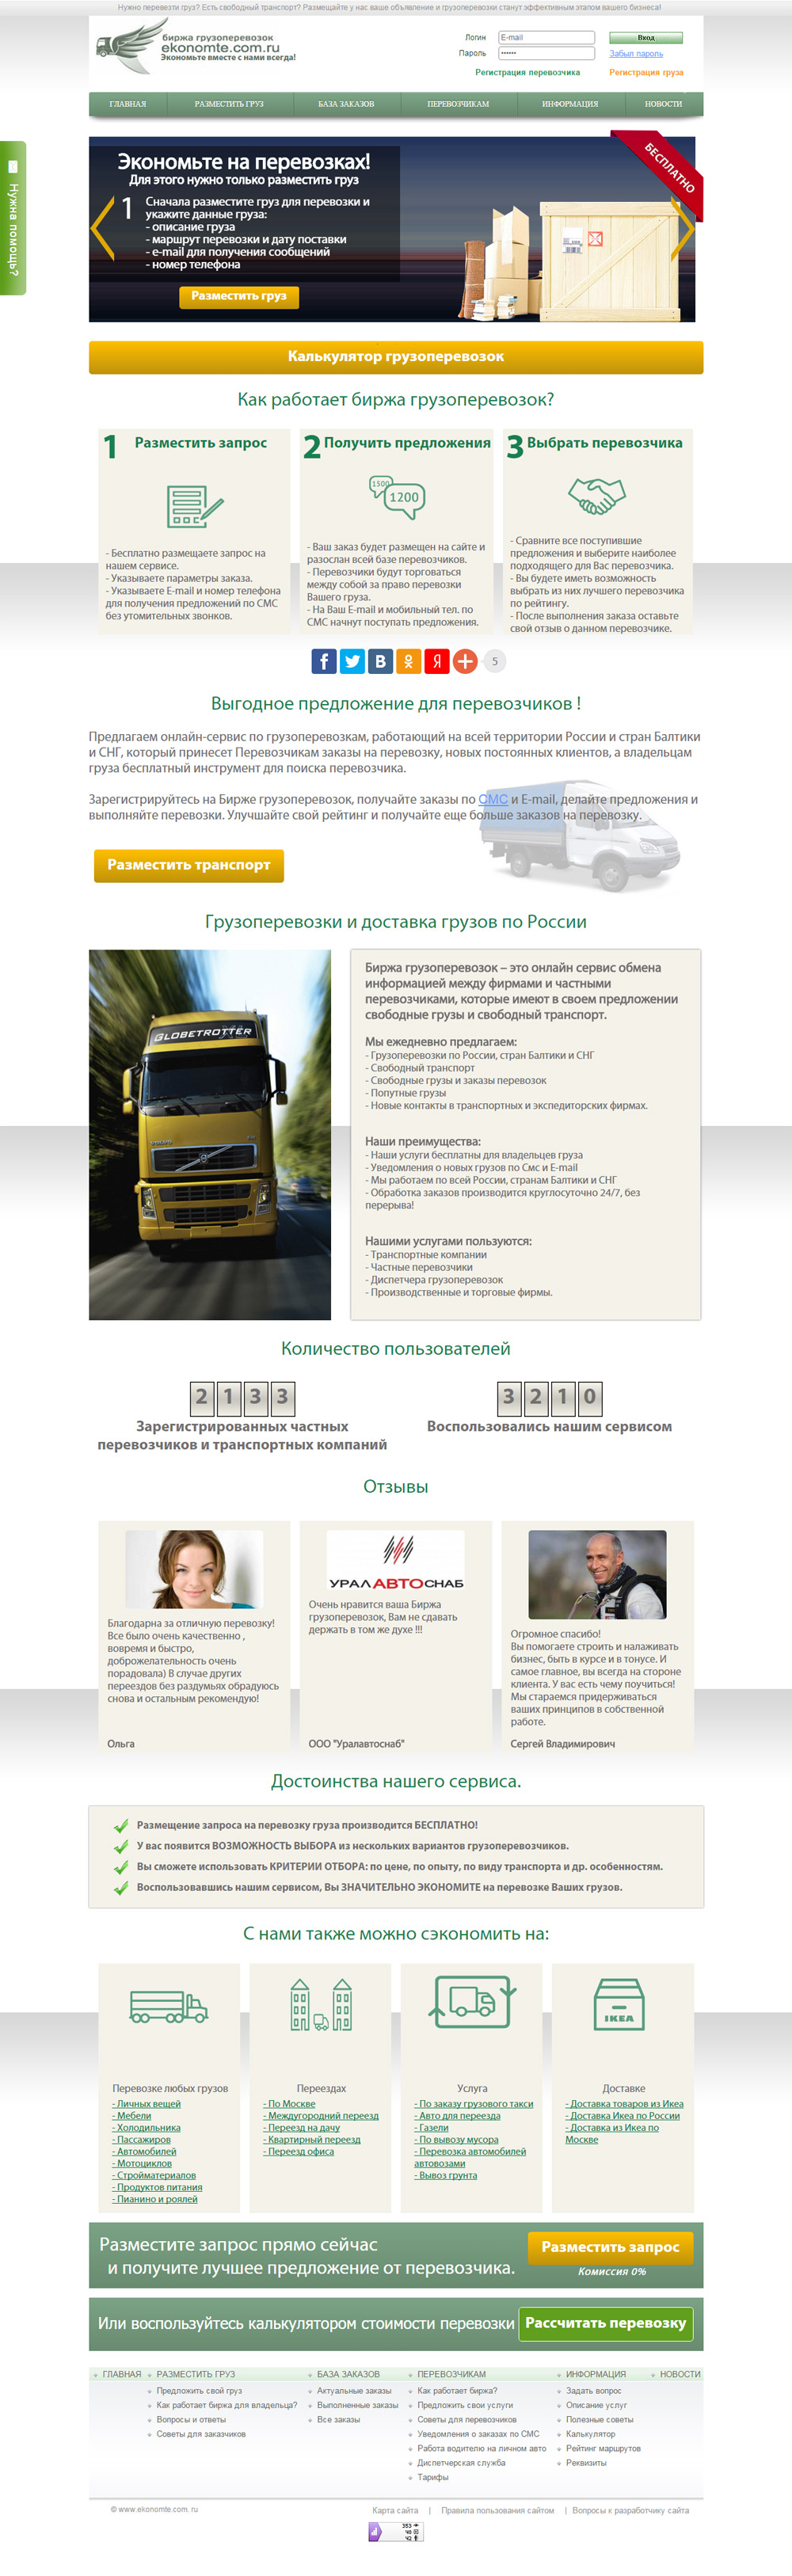 Нужно перевезти груз? Есть свободный транспорт? Размещайте у нас ваше объявление и грузоперевозки станут эффективным этапом вашего бизнеса!
биржа грузоперевозок
ekonomte.com.ru
Экономьте вместе с нами всегда!
Логин E-mail Вход
Пароль •••••• Забыл пароль
Регистрация перевозчика Регистрация груза
ГЛАВНАЯ РАЗМЕСТИТЬ ГРУЗ БАЗА ЗАКАЗОВ ПЕРЕВОЗЧИКАМ ИНФОРМАЦИЯ НОВОСТИ
Нужна помощь?
БЕСПЛАТНО
Экономьте на перевозках!
Для этого нужно только разместить груз
1 Сначала разместите груз для перевозки и
укажите данные груза:
- описание груза
- маршрут перевозки и дату поставки
- e-mail для получения сообщений
- номер телефона
Разместить груз
Калькулятор грузоперевозок
Как работает биржа грузоперевозок?
1 Разместить запрос
- Бесплатно размещаете запрос на
нашем сервисе.
- Указываете параметры заказа.
- Указываете E-mail и номер телефона
для получения предложений по СМС
без утомительных звонков.
2 Получить предложения
1500
1200
- Ваш заказ будет размещен на сайте и
разослан всей базе перевозчиков.
- Перевозчики будут торговаться
между собой за право перевозки
Вашего груза.
- На Ваш E-mail и мобильный тел. по
СМС начнут поступать предложения.
3 Выбрать перевозчика
- Сравните все поступившие
предложения и выберите наиболее
подходящего для Вас перевозчика.
- Вы будете иметь возможность
выбрать из них лучшего перевозчика
по рейтингу.
- После выполнения заказа оставьте
свой отзыв о данном перевозчике.
5
Выгодное предложение для перевозчиков !
Предлагаем онлайн-сервис по грузоперевозкам, работающий на всей территории России и стран Балтики
и СНГ, который принесет Перевозчикам заказы на перевозку, новых постоянных клиентов, а владельцам
груза бесплатный инструмент для поиска перевозчика.
Зарегистрируйтесь на Бирже грузоперевозок, получайте заказы по СМС и E-mail, делайте предложения и
выполняйте перевозки. Улучшайте свой рейтинг и получайте еще больше заказов на перевозку.
Разместить транспорт
Грузоперевозки и доставка грузов по России
GLOBETROTTER XL
VOLVO
Биржа грузоперевозок – это онлайн сервис обмена
информацией между фирмами и частными
перевозчиками, которые имеют в своем предложении
свободные грузы и свободный транспорт.
Мы ежедневно предлагаем:
- Грузоперевозки по России, стран Балтики и СНГ
- Свободный транспорт
- Свободные грузы и заказы перевозок
- Попутные грузы
- Новые контакты в транспортных и экспедиторских фирмах.
Наши преимущества:
- Наши услуги бесплатны для владельцев груза
- Уведомления о новых грузов по Смс и E-mail
- Мы работаем по всей России, странам Балтики и СНГ
- Обработка заказов производится круглосуточно 24/7, без
перерыва!
Нашими услугами пользуются:
- Транспортные компании
- Частные перевозчики
- Диспетчера грузоперевозок
- Производственные и торговые фирмы.
Количество пользователей
2133
Зарегистрированных частных
перевозчиков и транспортных компаний
3210
Воспользовались нашим сервисом
Отзывы
Благодарна за отличную перевозку!
Все было очень качественно ,
вовремя и быстро,
доброжелательность очень
порадовала) В случае других
переездов без раздумьях обрадуюсь
снова и остальным рекомендую!
Ольга
УРАЛАВТОСНАБ
Очень нравится ваша Биржа
грузоперевозок, Вам не сдавать
держать в том же духе !!!
ООО "Уралавтоснаб"
Огромное спасибо!
Вы помогаете строить и налаживать
бизнес, быть в курсе и в тонусе. И
самое главное, вы всегда на стороне
клиента. У вас есть чему поучиться!
Мы стараемся придерживаться
ваших принципов в собственной
работе.
Сергей Владимирович
Достоинства нашего сервиса.
Размещение запроса на перевозку груза производится БЕСПЛАТНО!
У вас появится ВОЗМОЖНОСТЬ ВЫБОРА из нескольких вариантов грузоперевозчиков.
Вы сможете использовать КРИТЕРИИ ОТБОРА: по цене, по опыту, по виду транспорта и др. особенностям.
Воспользовавшись нашим сервисом, Вы ЗНАЧИТЕЛЬНО ЭКОНОМИТЕ на перевозке Ваших грузов.
С нами также можно сэкономить на:
Перевозке любых грузов
- Личных вещей
- Мебели
- Холодильника
- Пассажиров
- Автомобилей
- Мотоциклов
- Стройматериалов
- Продуктов питания
- Пианино и роялей
Переездах
- По Москве
- Междугородний переезд
- Переезд на дачу
- Квартирный переезд
- Переезд офиса
Услуга
- По заказу грузового такси
- Авто для переезда
- Газели
- По вывозу мусора
- Перевозка автомобилей
автовозами
- Вывоз грунта
IKEA
Доставке
- Доставка товаров из Икеа
- Доставка Икеа по России
- Доставка из Икеа по
Москве
Разместите запрос прямо сейчас
и получите лучшее предложение от перевозчика.
Разместить запрос
Комиссия 0%
Или воспользуйтесь калькулятором стоимости перевозки Рассчитать перевозку
ГЛАВНАЯ РАЗМЕСТИТЬ ГРУЗ БАЗА ЗАКАЗОВ ПЕРЕВОЗЧИКАМ ИНФОРМАЦИЯ НОВОСТИ
Предложить свой груз Актуальные заказы Как работает биржа? Задать вопрос
Как работает биржа для владельца? Выполненные заказы Предложить свои услуги Описание услуг
Вопросы и ответы Все заказы Советы для перевозчиков Полезные советы
Советы для заказчиков Уведомления о заказах по СМС Калькулятор
Работа водителю на личном авто Рейтинг маршрутов
Диспетчерская служба Реквизиты
Тарифы
© www.ekonomte.com. ru Карта сайта | Правила пользования сайтом | Вопросы к разработчику сайта
353
40
42